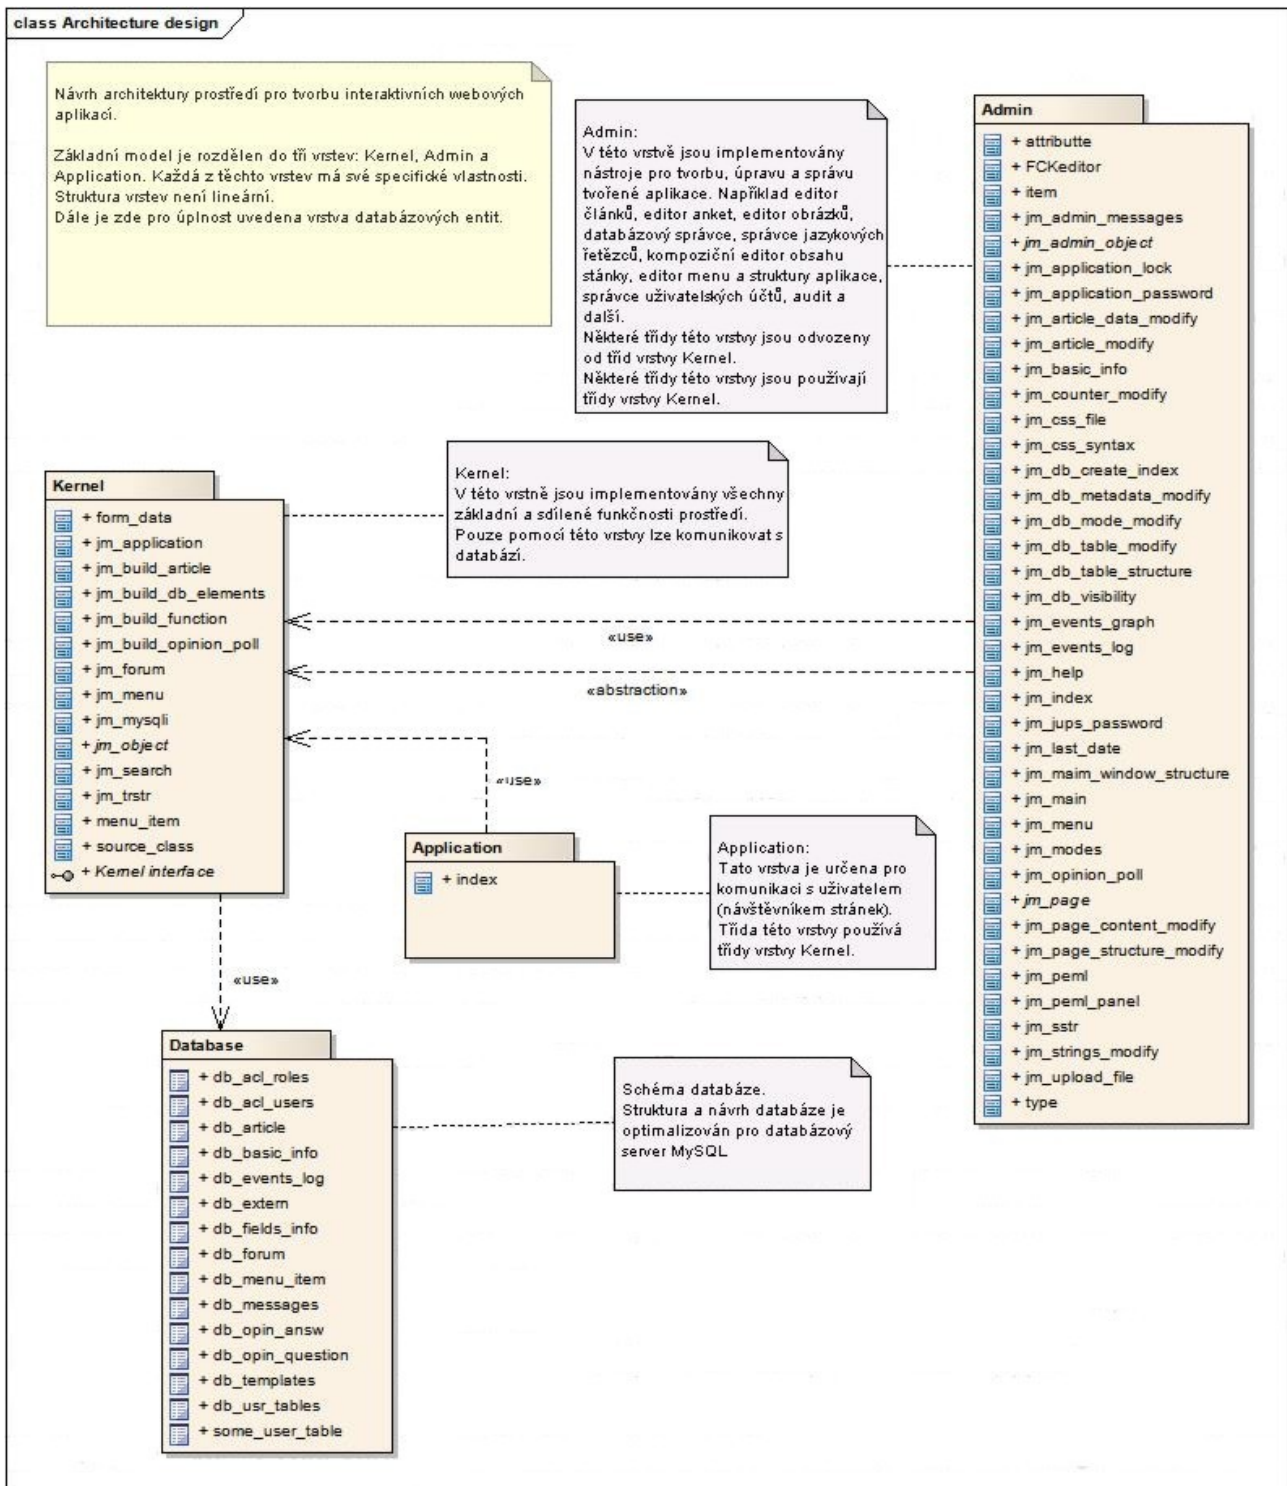 class Architecture design
Návrh architektury prostředí pro tvorbu interaktivních webových
aplikací.
Základní model je rozdělen do tří vrstev: Kernel, Admin a
Application. Každá z těchto vrstev má své specifické vlastnosti.
Struktura vrstev není lineární.
Dále je zde pro úplnost uvedena vrstva databázových entit.
Admin:
V této vrstvě jsou implementovány
nástroje pro tvorbu, úpravu a správu
tvořené aplikace. Například editor
článků, editor anket, editor obrázků,
databázový správce, správce jazykových
řetězců, kompoziční editor obsahu
stánky, editor menu a struktury aplikace,
správce uživatelských účtů, audit a
další.
Některé třídy této vrstvy jsou odvozeny
od tříd vrstvy Kernel.
Některé třídy této vrstvy jsou používají
třídy vrstvy Kernel.
Admin
+ attributte
+ FCKeditor
+ item
+ jm_admin_messages
+ jm_admin_object
+ jm_application_lock
+ jm_application_password
+ jm_article_data_modify
+ jm_article_modify
+ jm_basic_info
+ jm_counter_modify
+ jm_css_file
+ jm_css_syntax
+ jm_db_create_index
+ jm_db_metadata_modify
+ jm_db_mode_modify
+ jm_db_table_modify
+ jm_db_table_structure
+ jm_db_visibility
+ jm_events_graph
+ jm_events_log
+ jm_help
+ jm_index
+ jm_jups_password
+ jm_last_date
+ jm_maim_window_structure
+ jm_main
+ jm_menu
+ jm_modes
+ jm_opinion_poll
+ jm_page
+ jm_page_content_modify
+ jm_page_structure_modify
+ jm_peml
+ jm_peml_panel
+ jm_sstr
+ jm_strings_modify
+ jm_upload_file
+ type
Kernel:
V této vrstně jsou implementovány všechny
základní a sdílené funkčnosti prostředí.
Pouze pomocí této vrstvy lze komunikovat s
databází.
Kernel
+ form_data
+ jm_application
+ jm_build_article
+ jm_build_db_elements
+ jm_build_function
+ jm_build_opinion_poll
+ jm_forum
+ jm_menu
+ jm_mysqli
+ jm_object
+ jm_search
+ jm_trstr
+ menu_item
+ source_class
+ Kernel interface
«use»
«abstraction»
«use»
Application
+ index
Application:
Tato vrstva je určena pro
komunikaci s uživatelem
(návštěvníkem stránek).
Třída této vrstvy používá
třídy vrstvy Kernel.
«use»
Database
+ db_acl_roles
+ db_acl_users
+ db_article
+ db_basic_info
+ db_events_log
+ db_extern
+ db_fields_info
+ db_forum
+ db_menu_item
+ db_messages
+ db_opin_answ
+ db_opin_question
+ db_templates
+ db_usr_tables
+ some_user_table
Schéma databáze.
Struktura a návrh databáze je
optimalizován pro databázový
server MySQL